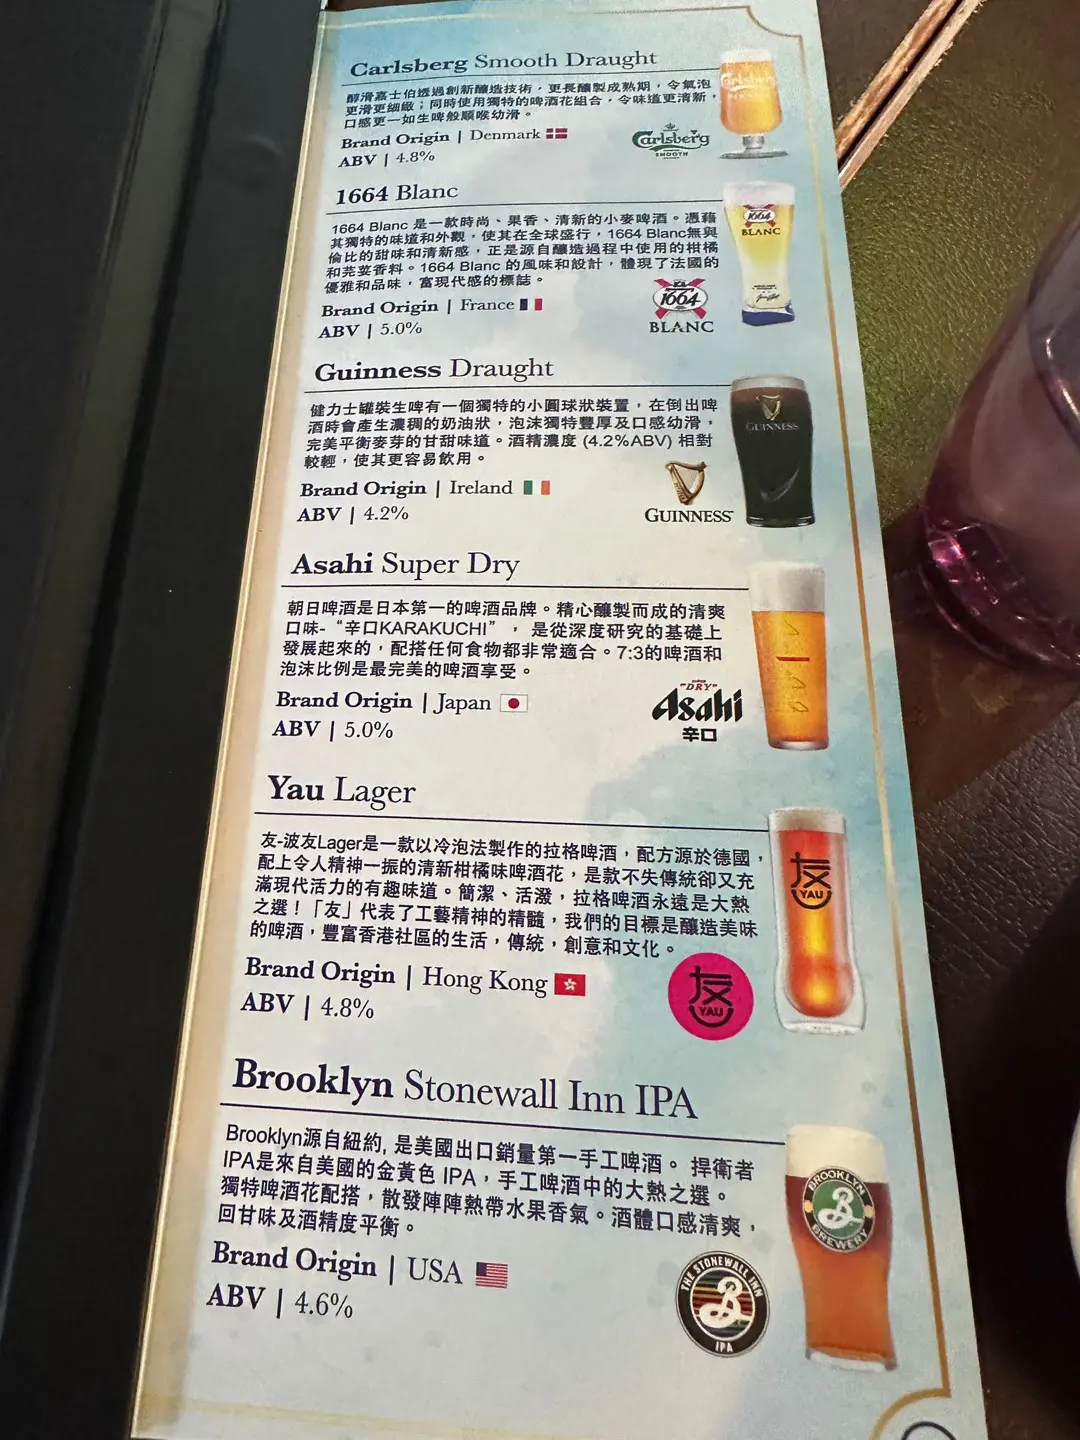 Carlsberg Smooth Draught
醇滑嘉士伯透過創新釀造技術，更長釀製成熟期，令氣泡
更滑更細緻；同時使用獨特的啤酒花組合，令味道更清新，
口感更一如生啤般順喉幼滑。
Brand Origin | Denmark
ABV | 4.8%
Carlsberg
Carlsberg
SMOOTH
1664 Blanc
1664 Blanc 是一款時尚、果香、清新的小麥啤酒。憑藉
其獨特的味道和外觀，使其在全球盛行，1664 Blanc無與
倫比的甜味和清新感，正是源自釀造過程中使用的柑橘
和芫荽香料。1664 Blanc 的風味和設計，體現了法國的
優雅和品味，富現代感的標誌。
Brand Origin | France
ABV | 5.0%
1664
BLANC
1664
BLANC
Guinness Draught
健力士罐裝生啤有一個獨特的小圓球狀裝置，在倒出啤
酒時會產生濃稠的奶油狀，泡沫獨特豐厚及口感幼滑，
完美平衡麥芽的甘甜味道。酒精濃度 (4.2%ABV) 相對
較輕，使其更容易飲用。
Brand Origin | Ireland
ABV | 4.2%
GUINNESS
GUINNESS
Asahi Super Dry
朝日啤酒是日本第一的啤酒品牌。精心釀製而成的清爽
口味-“辛口KARAKUCHI”，是從深度研究的基礎上
發展起來的，配搭任何食物都非常適合。7:3的啤酒和
泡沫比例是最完美的啤酒享受。
Brand Origin | Japan
ABV | 5.0%
SUPER
"DRY"
Asahi
辛口
Yau Lager
友-波友Lager是一款以冷泡法製作的拉格啤酒，配方源於德國，
配上令人精神一振的清新柑橘味啤酒花，是款不失傳統卻又充
滿現代活力的有趣味道。簡潔、活潑，拉格啤酒永遠是大熱
之選！「友」代表了工藝精神的精髓，我們的目標是釀造美味
的啤酒，豐富香港社區的生活，傳統，創意和文化。
Brand Origin | Hong Kong
ABV | 4.8%
友
YAU
友
YAU
Brooklyn Stonewall Inn IPA
Brooklyn源自紐約, 是美國出口銷量第一手工啤酒。 捍衛者
IPA是來自美國的金黃色 IPA，手工啤酒中的大熱之選。
獨特啤酒花配搭，散發陣陣熱帶水果香氣。酒體口感清爽，
回甘味及酒精度平衡。
Brand Origin | USA
ABV | 4.6%
THE STONEWALL INN
B
IPA
BROOKLYN
B
BREWERY